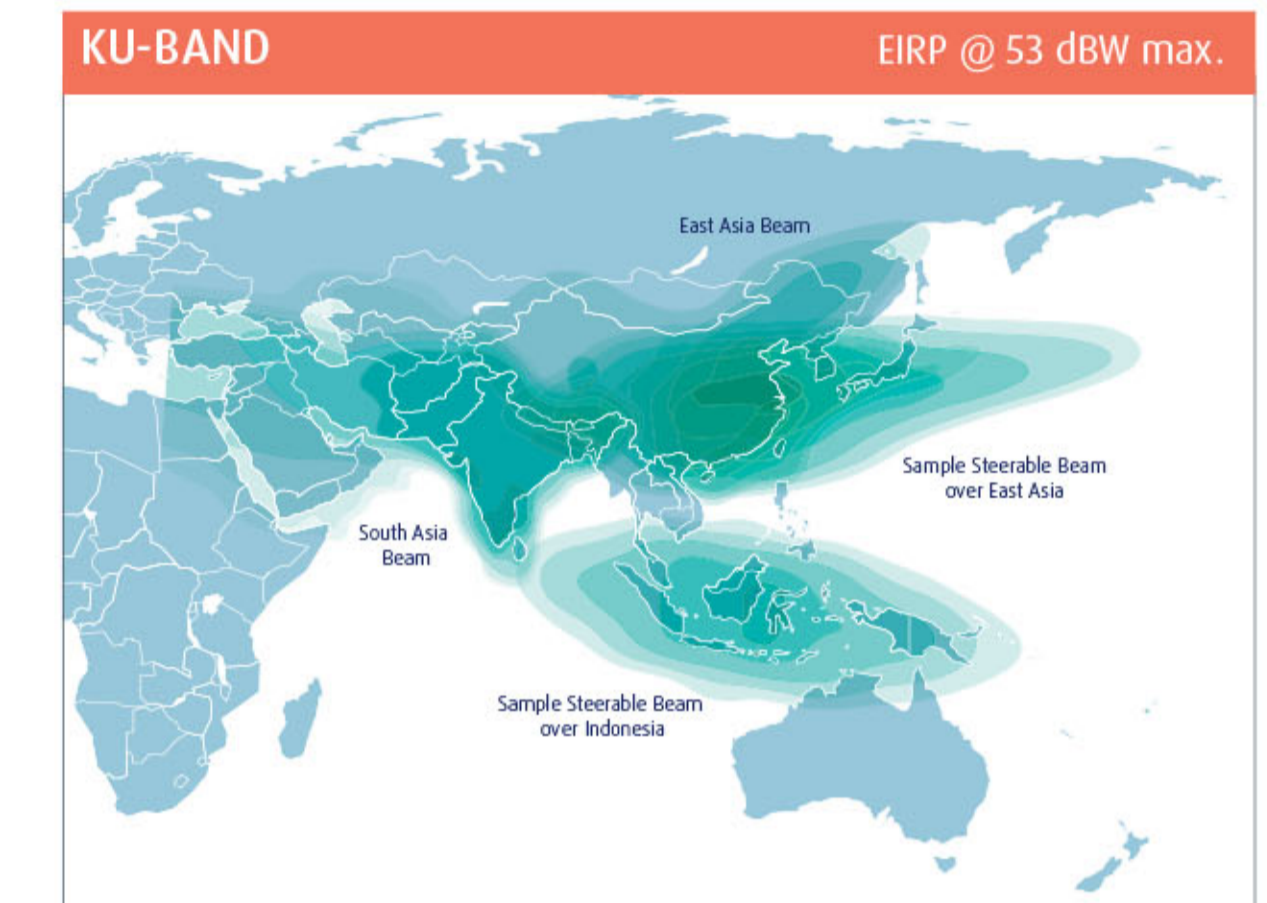 KU-BAND
EIRP @ 53 dBW max.
East Asia Beam
Sample Steerable Beam
over East Asia
South Asia
Beam
Sample Steerable Beam
over Indonesia